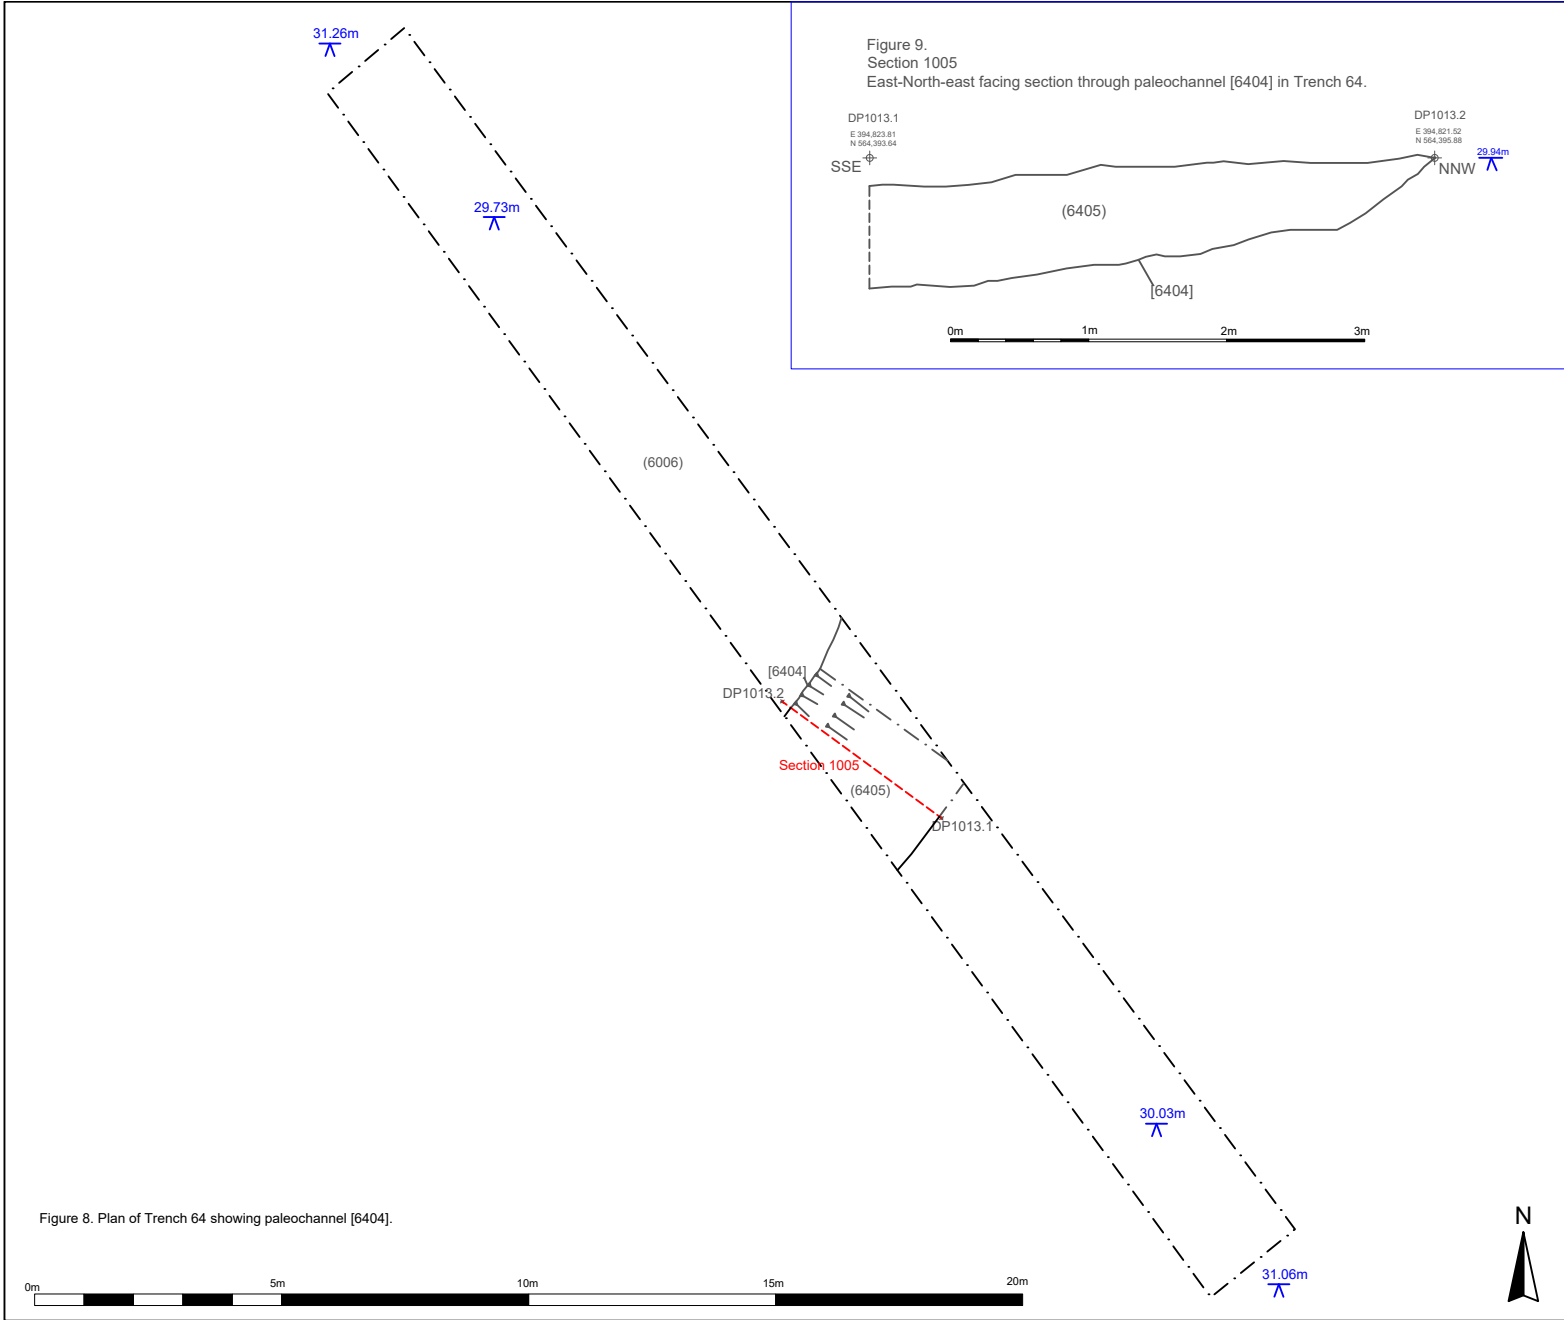 31.26m
29.73m
Figure 9.
Section 1005
East-North-east facing section through paleochannel [6404] in Trench 64.
DP1013.1
E 394,823.81
N 564,393.64
SSE
DP1013.2
E 394,821.52
N 564,395.88
NNW
29.94m
(6405)
[6404]
0m 1m 2m 3m
(6006)
[6404]
DP1013.2
Section 1005
(6405)
DP1013.1
30.03m
31.06m
Figure 8. Plan of Trench 64 showing paleochannel [6404].
0m 5m 10m 15m 20m
N